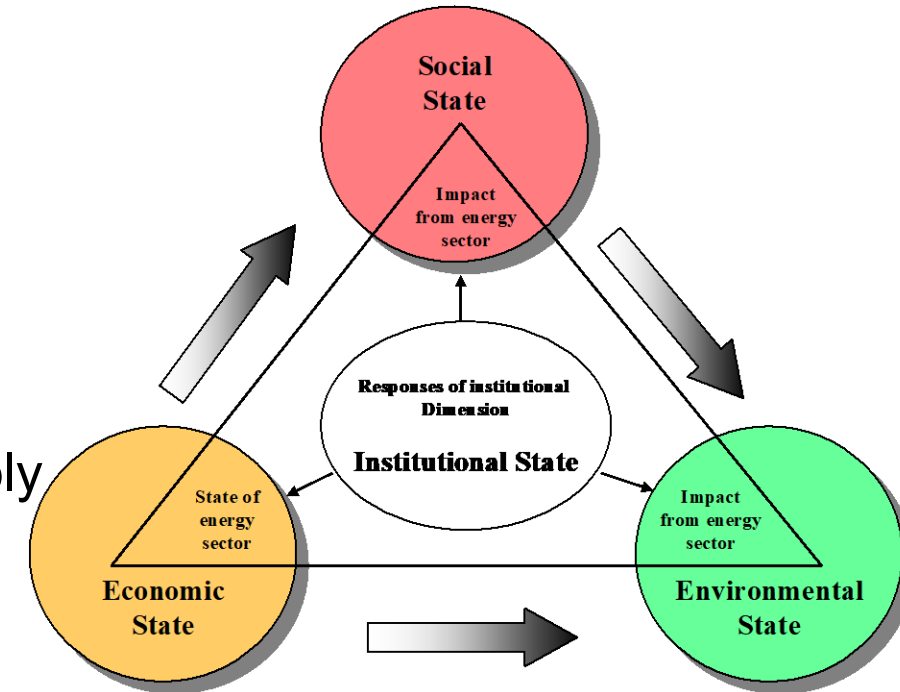 Social
State
Impact
from energy
sector
Responses of institutional
Dimension
Institutional State
State of
energy
sector
Economic
State
Impact
from energy
sector
Environmental
State